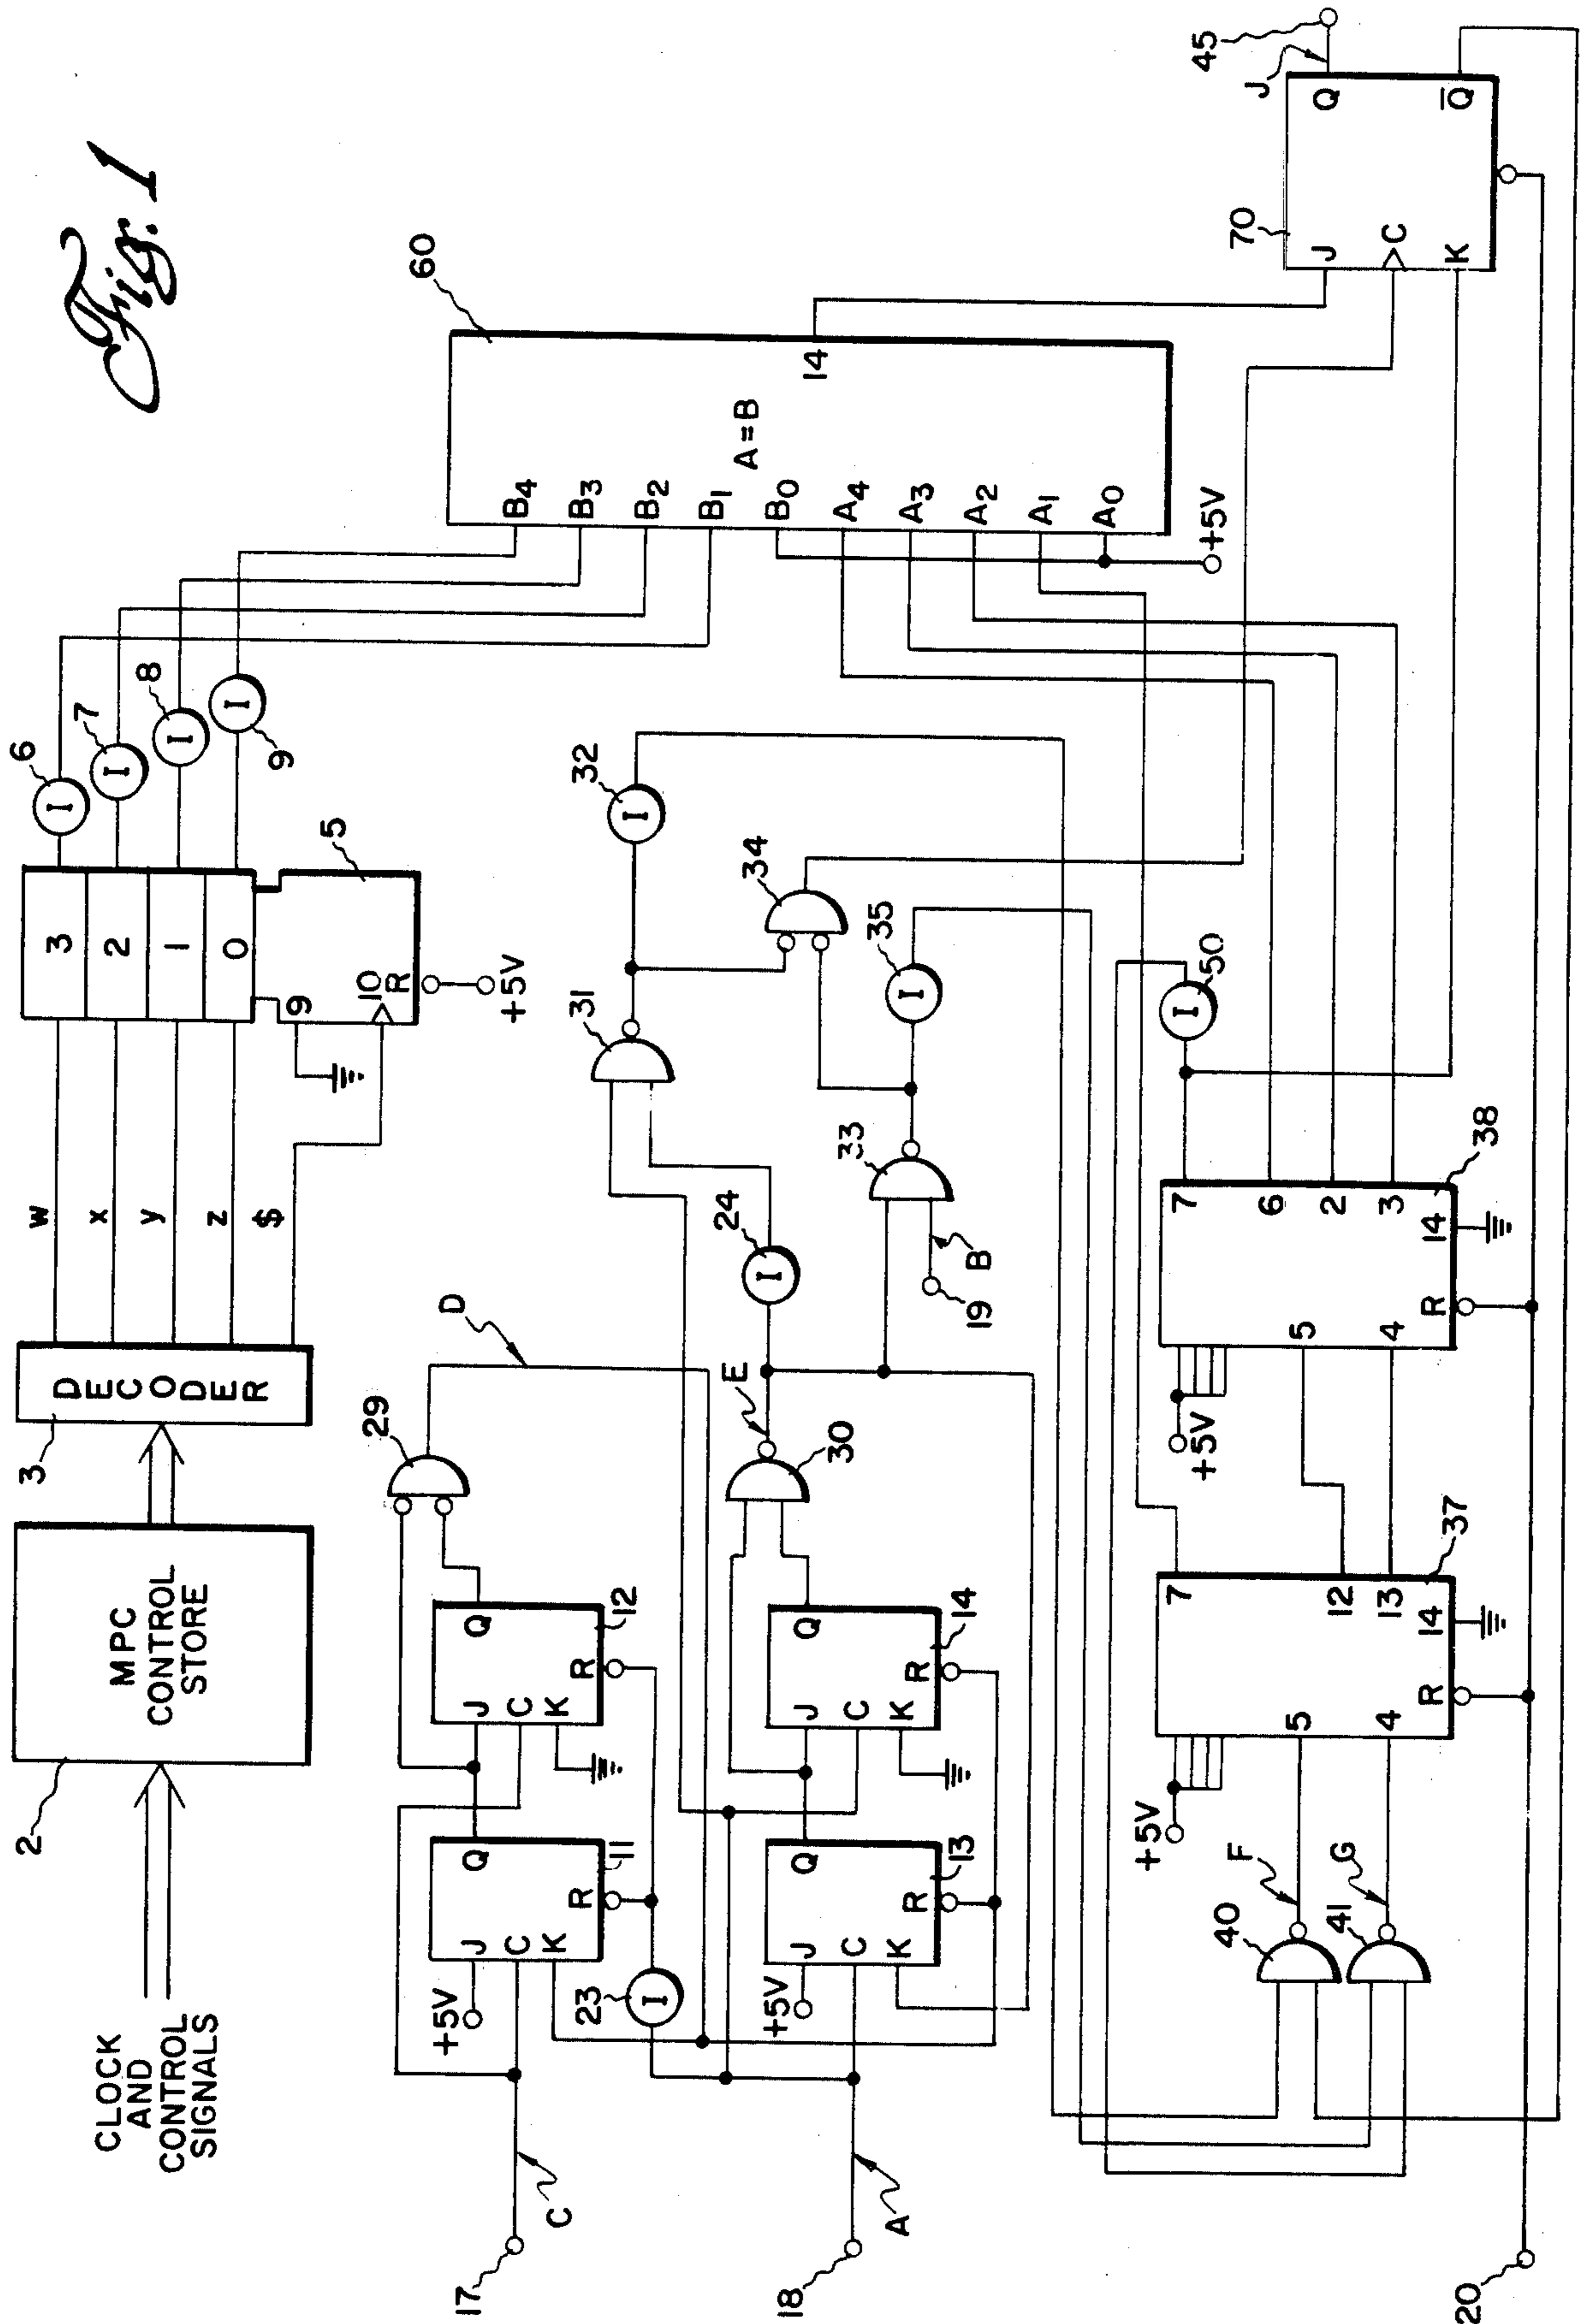 Fig. 1
CLOCK
AND
CONTROL
SIGNALS
2
MPC
CONTROL
STORE
3
DECODER
w
x
y
z
$
3
2
1
0
9
10
R
5
+5V
6
I
7
I
8
I
9
I
60
B4
B3
B2
B1
B0
A4
A3
A2
A1
A0
A=B
14
+5V
17
C
+5V
J
C
K
Q
R
11
J
C
K
Q
R
12
29
D
23
I
18
A
+5V
J
C
K
Q
R
13
J
C
K
Q
R
14
30
E
24
I
31
32
I
33
19
B
34
35
I
40
F
41
G
+5V
5
4
R
7
12
13
14
37
+5V
5
4
R
7
6
2
3
14
38
I
50
20
70
J
C
K
Q
Q̅
J
45